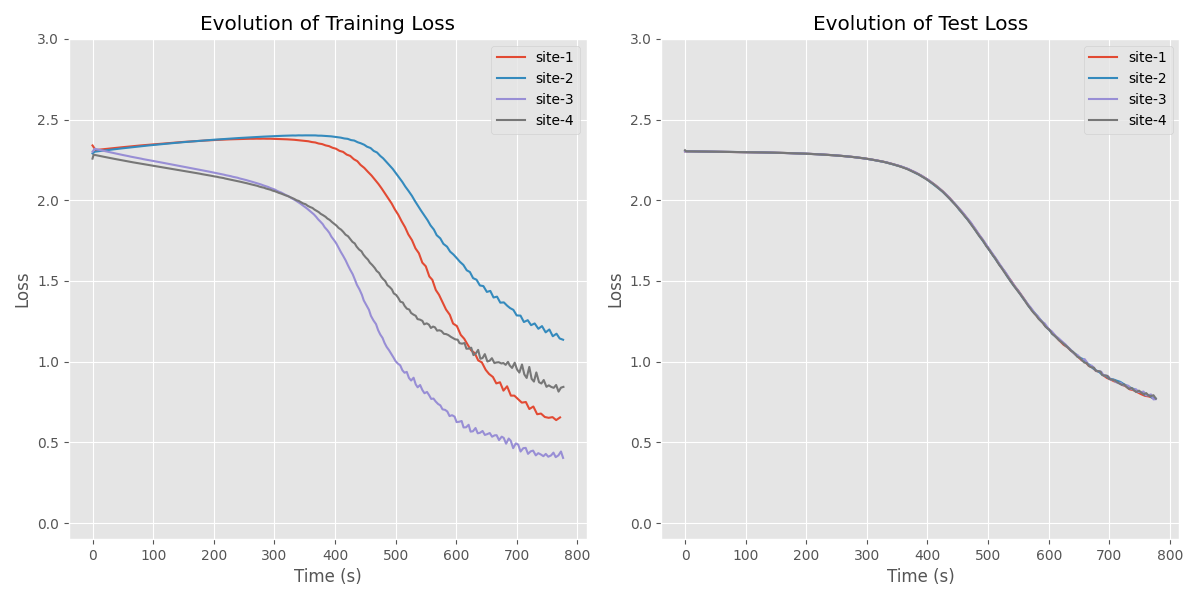 Evolution of Training Loss
3.0
2.5
2.0
1.5
1.0
0.5
0.0
Loss
0 100 200 300 400 500 600 700 800
Time (s)
site-1
site-2
site-3
site-4
Evolution of Test Loss
3.0
2.5
2.0
1.5
1.0
0.5
0.0
Loss
0 100 200 300 400 500 600 700 800
Time (s)
site-1
site-2
site-3
site-4